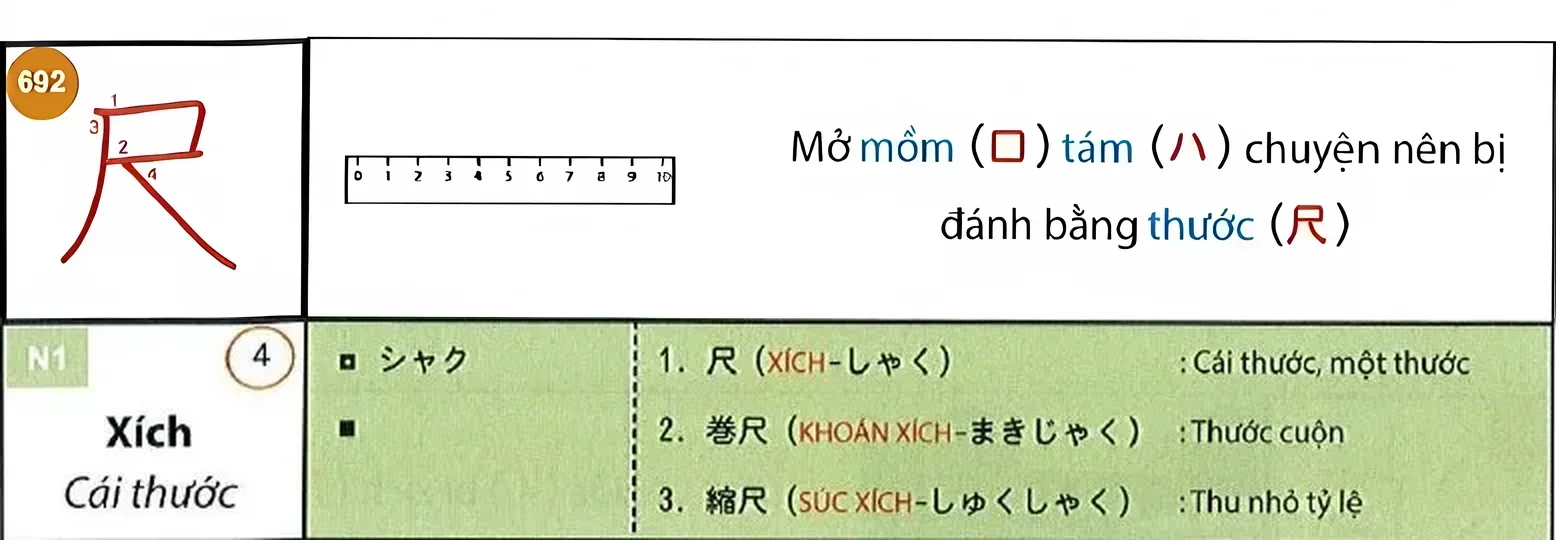 692
1
3
2
4
0 1 2 3 4 5 6 7 8 9 10
Mở mồm (口) tám (ハ) chuyện nên bị
đánh bằng thước (尺)
N1
4
Xích
Cái thước
シャク
1. 尺 (XÍCH-しゃく) : Cái thước, một thước
2. 巻尺 (KHOÁN XÍCH-まきじゃく) : Thước cuộn
3. 縮尺 (SÚC XÍCH-しゅくしゃく) : Thu nhỏ tỷ lệ
尺